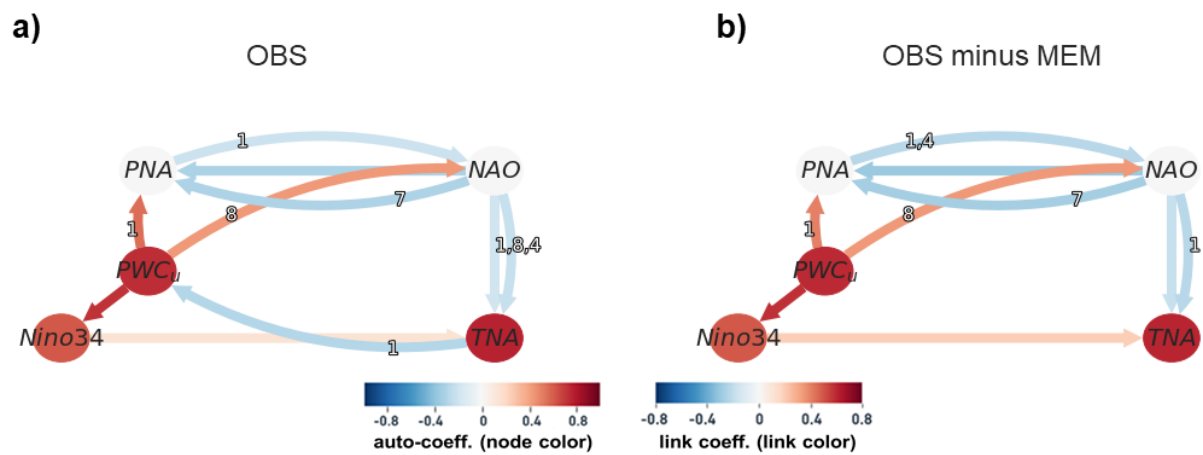 a)
OBS
1
PNA
NAO
7
8
1
1,8,4
PWCu
Nino34
TNA
1
-0.8 -0.4 0 0.4 0.8
auto-coeff. (node color)
b)
OBS minus MEM
1,4
PNA
NAO
7
8
1
1
PWCu
Nino34
TNA
-0.8 -0.4 0 0.4 0.8
link coeff. (link color)